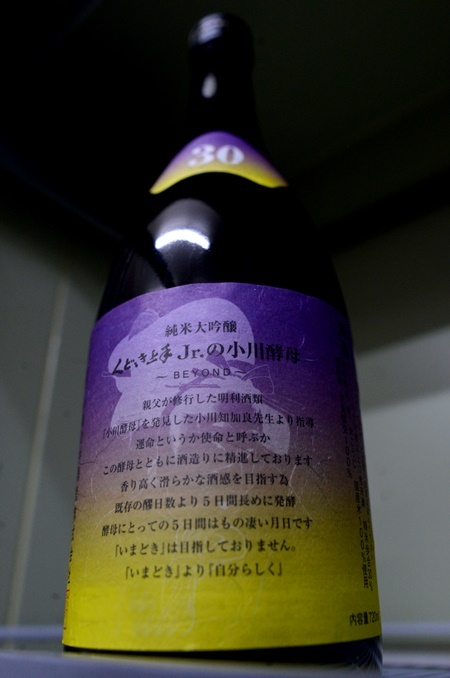 30
純米大吟醸
くどき上手 Jr.の小川酵母
〜 BEYOND 〜
親父が修行した明利酒類
「小川酵母」を発見した小川知加良先生より指導
運命というか使命と呼ぶか
この酵母とともに酒造りに精進しております
香り高く滑らかな酒感を目指す為
既存の醪日数より5日間長めに発酵
酵母にとっての5日間はもの凄い月日です
「いまどき」は目指しておりません。
「いまどき」より「自分らしく」
内容量720